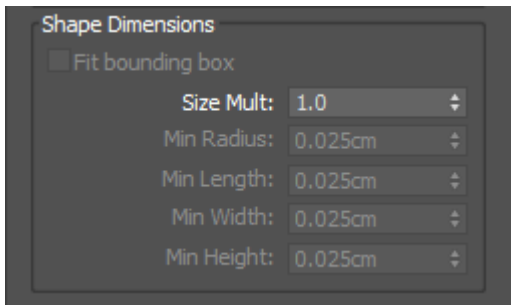 Shape Dimensions
Fit bounding box
Size Mult: 1.0
Min Radius: 0.025cm
Min Length: 0.025cm
Min Width: 0.025cm
Min Height: 0.025cm